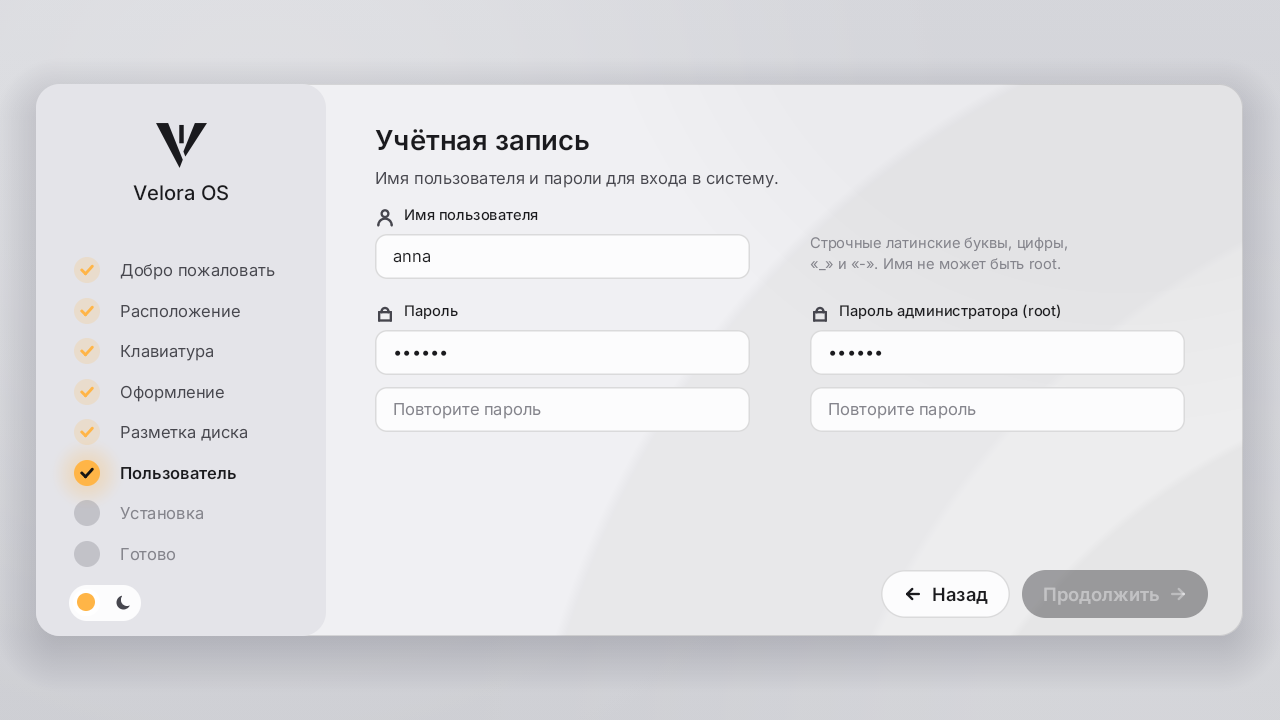 Velora OS
Добро пожаловать
Расположение
Клавиатура
Оформление
Разметка диска
Пользователь
Установка
Готово
Учётная запись
Имя пользователя и пароли для входа в систему.
Имя пользователя
anna
Строчные латинские буквы, цифры,
«_» и «-». Имя не может быть root.
Пароль
••••••
Повторите пароль
Пароль администратора (root)
••••••
Повторите пароль
Назад
Продолжить